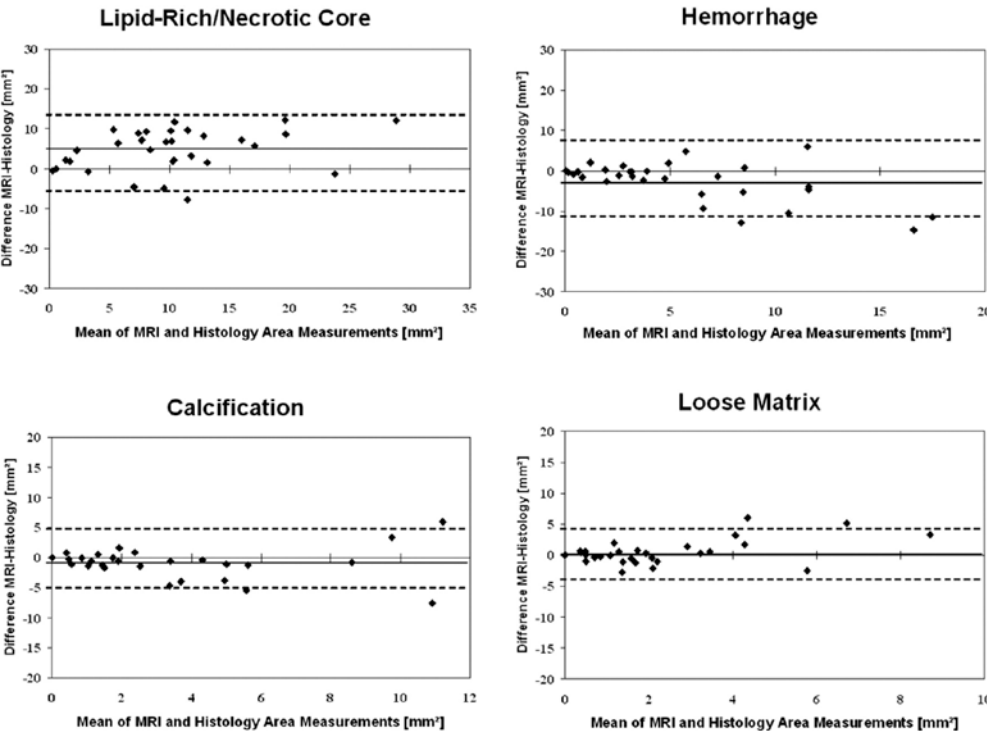 Lipid-Rich/Necrotic Core
Difference MRI-Histology [mm²]
30
20
10
0
-10
-20
-30
0 5 10 15 20 25 30 35
Mean of MRI and Histology Area Measurements [mm²]
Hemorrhage
Difference MRI-Histology [mm²]
30
20
10
0
-10
-20
-30
0 5 10 15 20
Mean of MRI and Histology Area Measurements [mm²]
Calcification
Difference MRI-Histology [mm²]
20
15
10
5
0
-5
-10
-15
-20
0 2 4 6 8 10 12
Mean of MRI and Histology Area Measurements [mm²]
Loose Matrix
Difference MRI-Histology [mm²]
20
15
10
5
0
-5
-10
-15
-20
0 2 4 6 8 10
Mean of MRI and Histology Area Measurements [mm²]